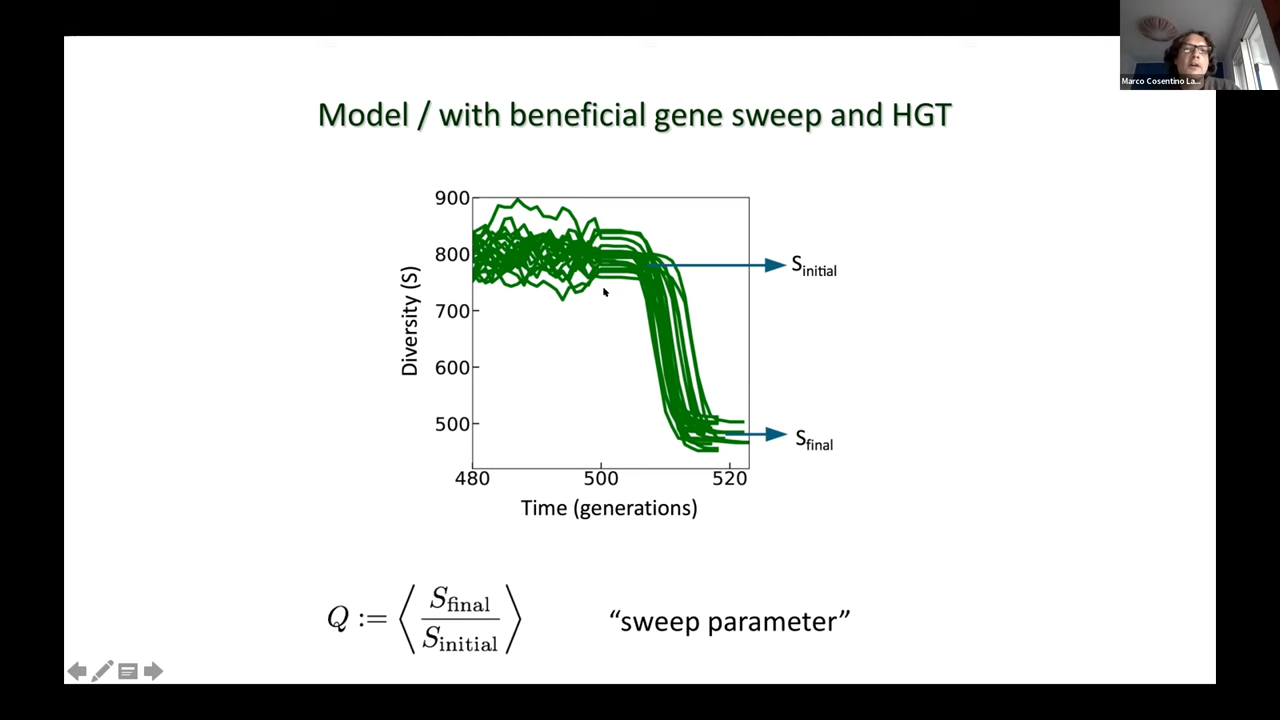 Marco Cosentino La...
Model / with beneficial gene sweep and HGT
900
800
700
600
500
Diversity (S)
480 500 520
Time (generations)
S_initial
S_final
Q := ⟨ S_final / S_initial ⟩
“sweep parameter”